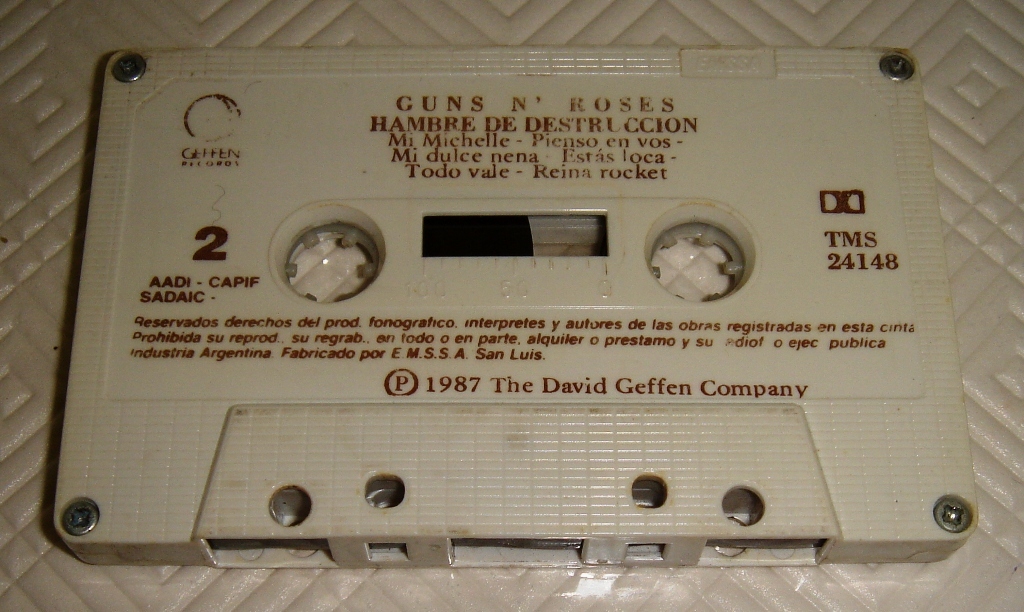 GUNS N' ROSES
HAMBRE DE DESTRUCCION
Mi Michelle - Pienso en vos -
Mi dulce nena - Estás loca -
Todo vale - Reina rocket
GEFFEN
RECORDS
2
AADI - CAPIF
SADAIC -
TMS
24148
100 50 0
Reservados derechos del prod. fonografico, interpretes y autores de las obras registradas en esta cinta
Prohibida su reprod., su regrab., en todo o en parte, alquiler o prestamo y su o ejec publica
Industria Argentina. Fabricado por E.M.S.S.A. San Luis.
Ⓟ 1987 The David Geffen Company